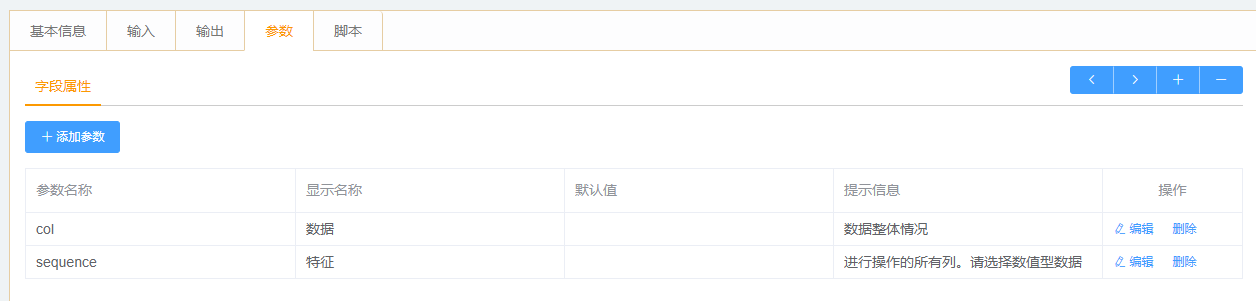 基本信息 输入 输出 参数 脚本
字段属性
添加参数
参数名称 显示名称 默认值 提示信息 操作
col 数据 数据整体情况 编辑 删除
sequence 特征 进行操作的所有列。请选择数值型数据 编辑 删除